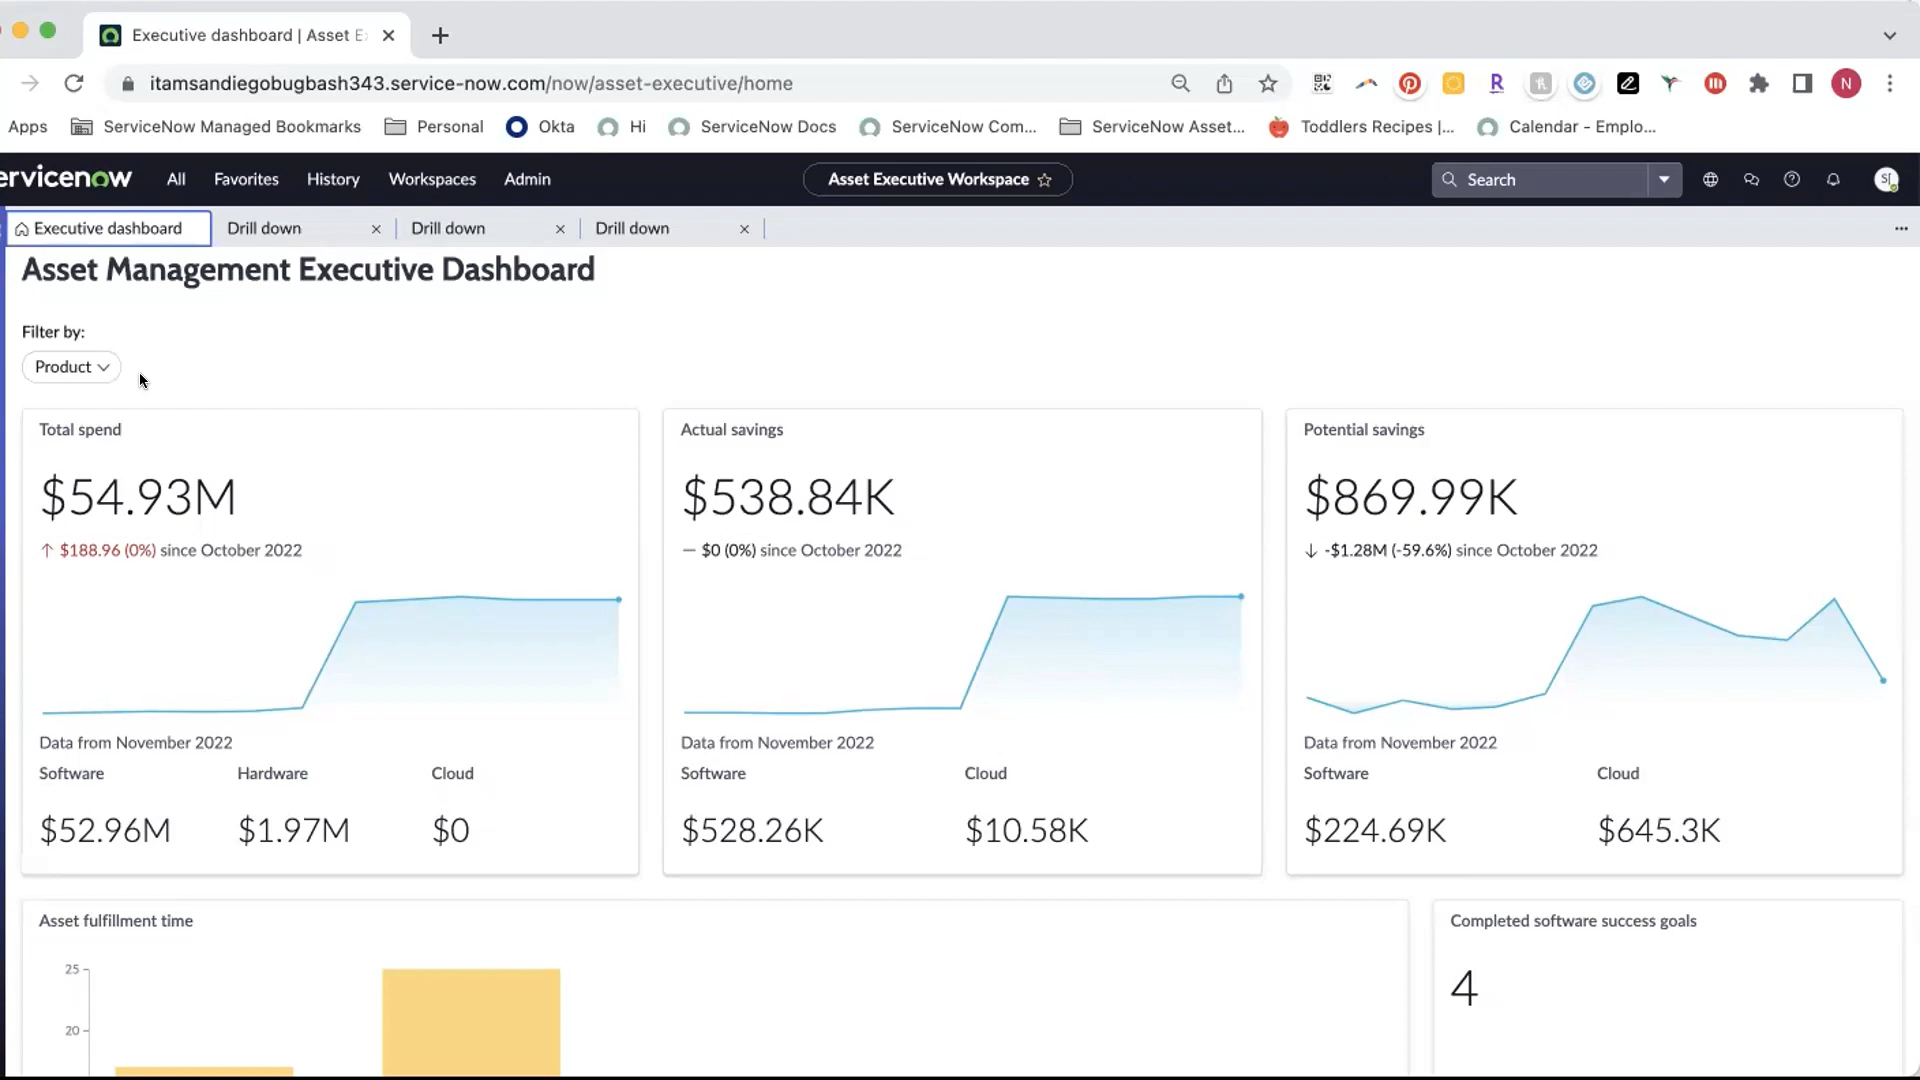 Executive dashboard | Asset E
itamsandiegobugbash343.service-now.com/now/asset-executive/home
N
Apps ServiceNow Managed Bookmarks Personal Okta Hi ServiceNow Docs ServiceNow Com... ServiceNow Asset... Toddlers Recipes |... Calendar - Emplo...
ervicenow All Favorites History Workspaces Admin Asset Executive Workspace Search SJ
Executive dashboard Drill down Drill down Drill down
Asset Management Executive Dashboard
Filter by:
Product
Total spend
$54.93M
↑ $188.96 (0%) since October 2022
Data from November 2022
Software Hardware Cloud
$52.96M $1.97M $0
Actual savings
$538.84K
— $0 (0%) since October 2022
Data from November 2022
Software Cloud
$528.26K $10.58K
Potential savings
$869.99K
↓ -$1.28M (-59.6%) since October 2022
Data from November 2022
Software Cloud
$224.69K $645.3K
Asset fulfillment time
25
20
Completed software success goals
4